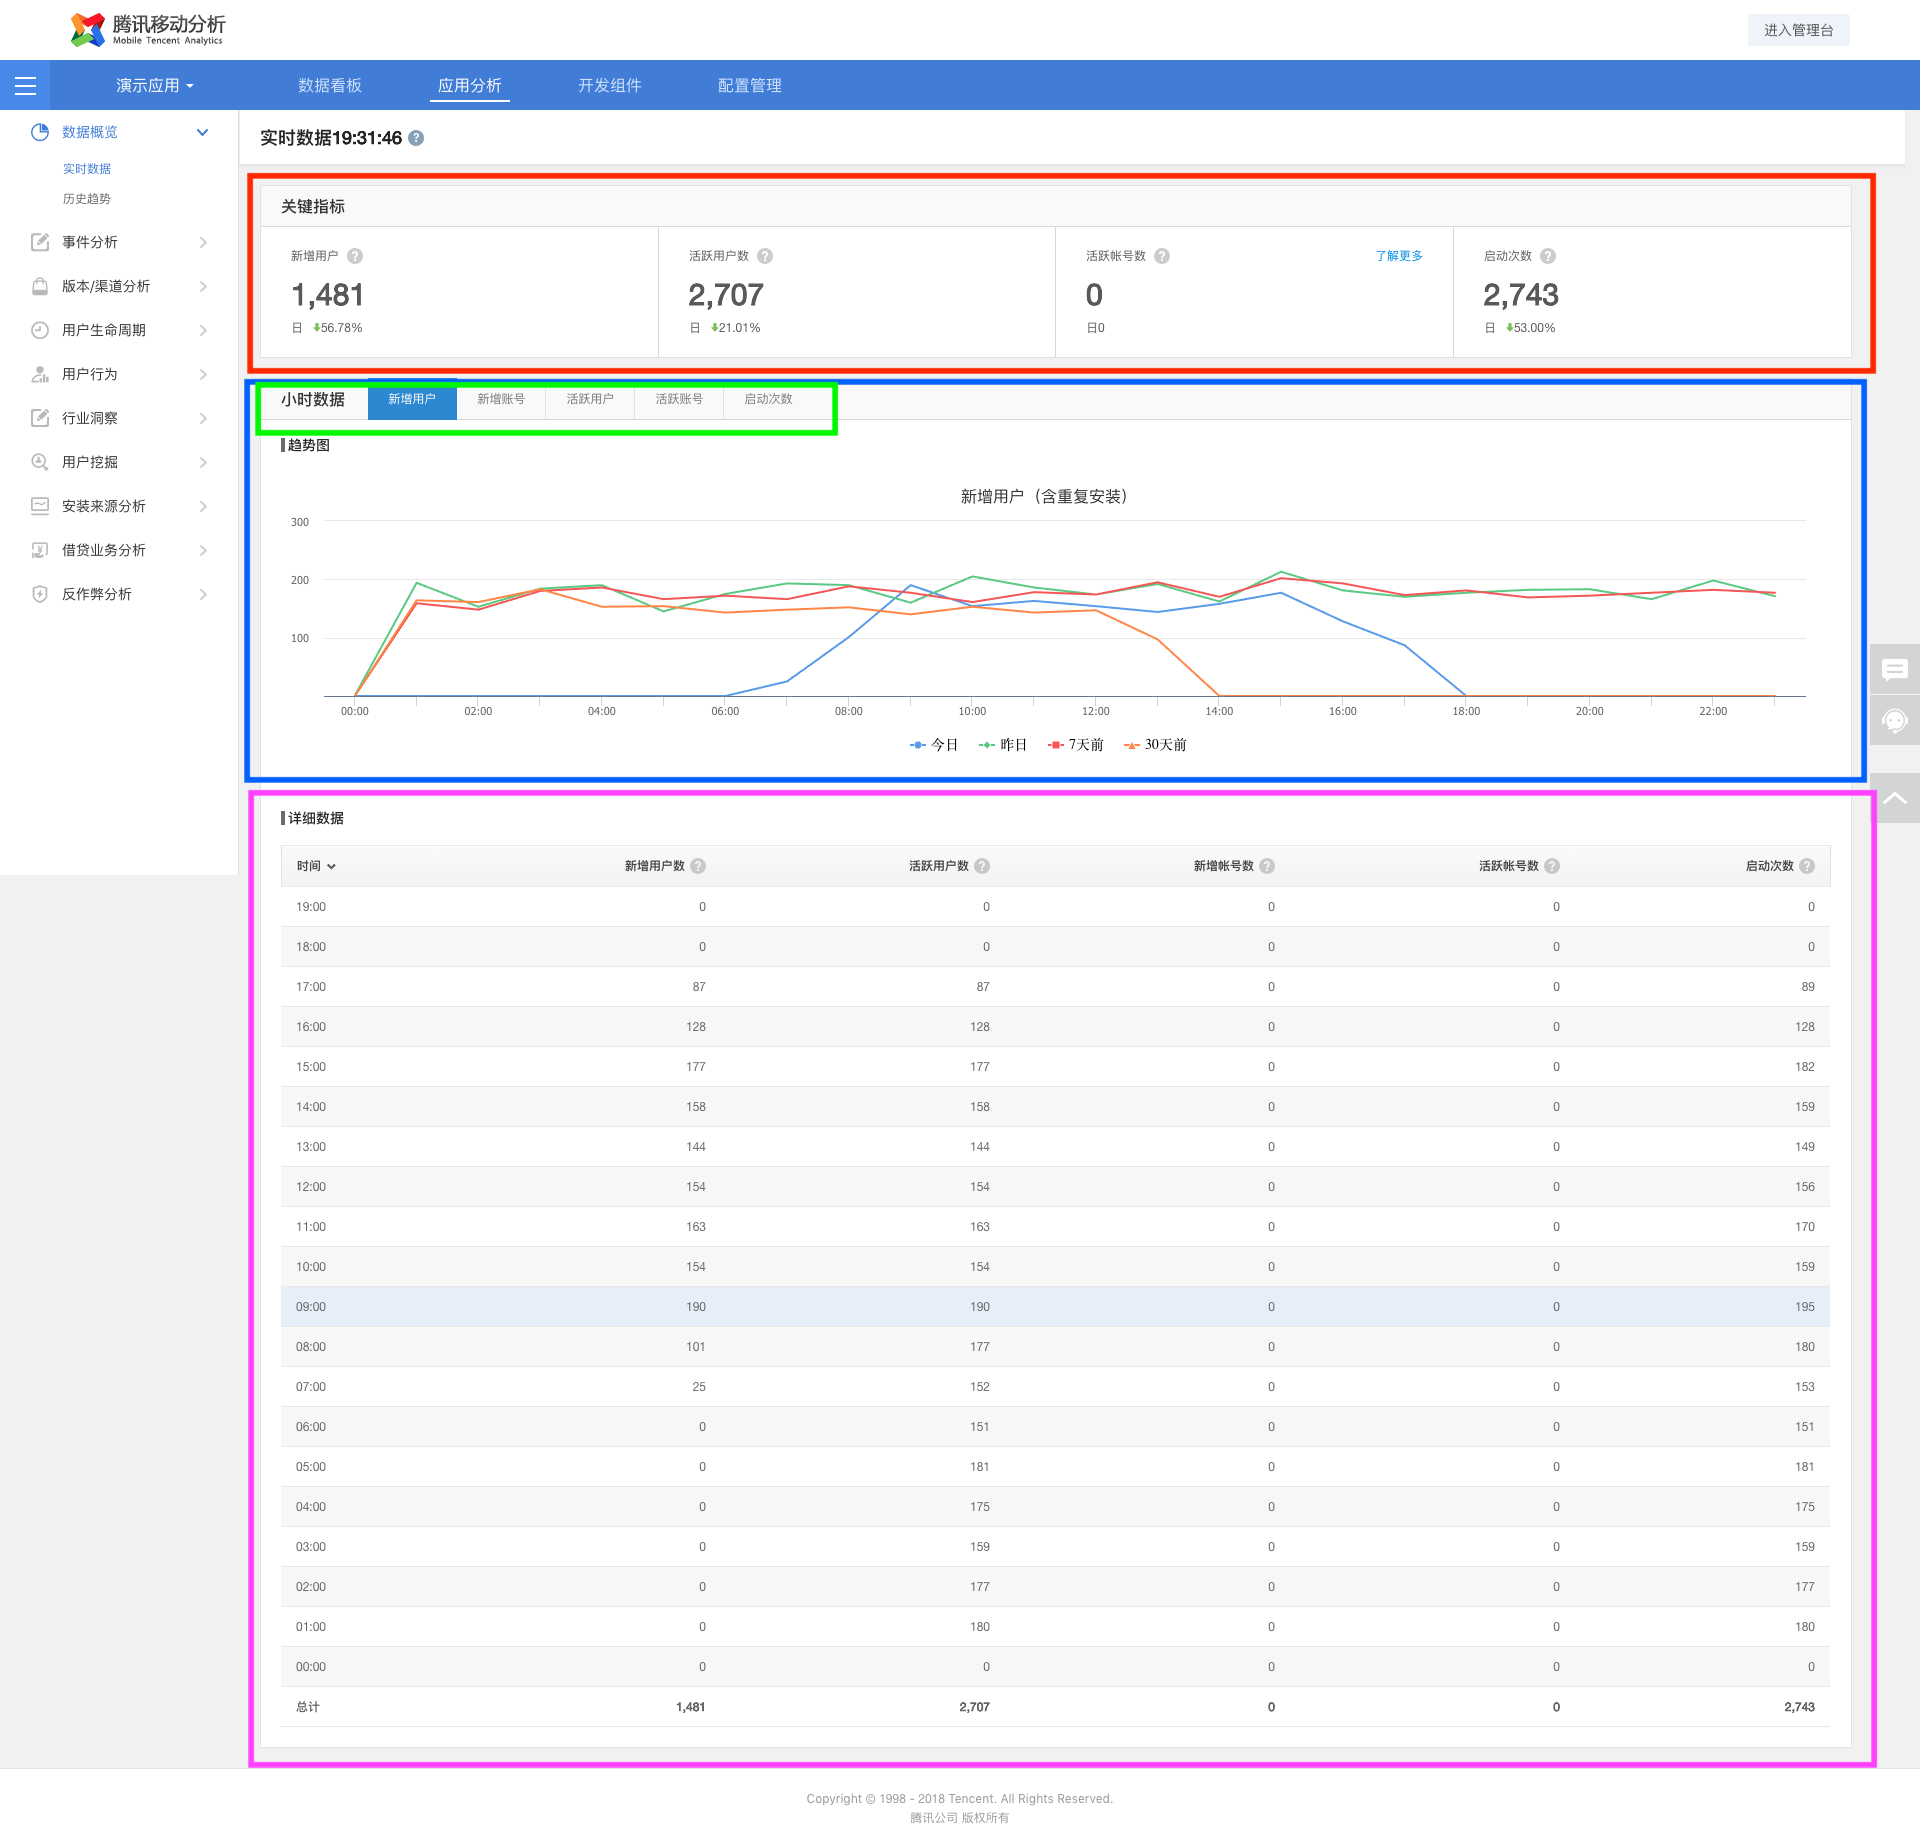 腾讯移动分析
Mobile Tencent Analytics
进入管理台
演示应用 数据看板 应用分析 开发组件 配置管理
数据概览
实时数据
历史趋势
事件分析
版本/渠道分析
用户生命周期
用户行为
行业洞察
用户挖掘
安装来源分析
借贷业务分析
反作弊分析
实时数据19:31:46 ?
关键指标
新增用户 ? 活跃用户数 ? 活跃帐号数 ? 了解更多 启动次数 ?
1,481 2,707 0 2,743
日 56.78% 日 21.01% 日0 日 53.00%
小时数据 新增用户 新增账号 活跃用户 活跃账号 启动次数
趋势图
新增用户（含重复安装）
300
200
100
00:00 02:00 04:00 06:00 08:00 10:00 12:00 14:00 16:00 18:00 20:00 22:00
今日 昨日 7天前 30天前
详细数据
时间 新增用户数 ? 活跃用户数 ? 新增帐号数 ? 活跃帐号数 ? 启动次数 ?
19:00 0 0 0 0 0
18:00 0 0 0 0 0
17:00 87 87 0 0 89
16:00 128 128 0 0 128
15:00 177 177 0 0 182
14:00 158 158 0 0 159
13:00 144 144 0 0 149
12:00 154 154 0 0 156
11:00 163 163 0 0 170
10:00 154 154 0 0 159
09:00 190 190 0 0 195
08:00 101 177 0 0 180
07:00 25 152 0 0 153
06:00 0 151 0 0 151
05:00 0 181 0 0 181
04:00 0 175 0 0 175
03:00 0 159 0 0 159
02:00 0 177 0 0 177
01:00 0 180 0 0 180
00:00 0 0 0 0 0
总计 1,481 2,707 0 0 2,743
Copyright © 1998 - 2018 Tencent. All Rights Reserved.
腾讯公司 版权所有